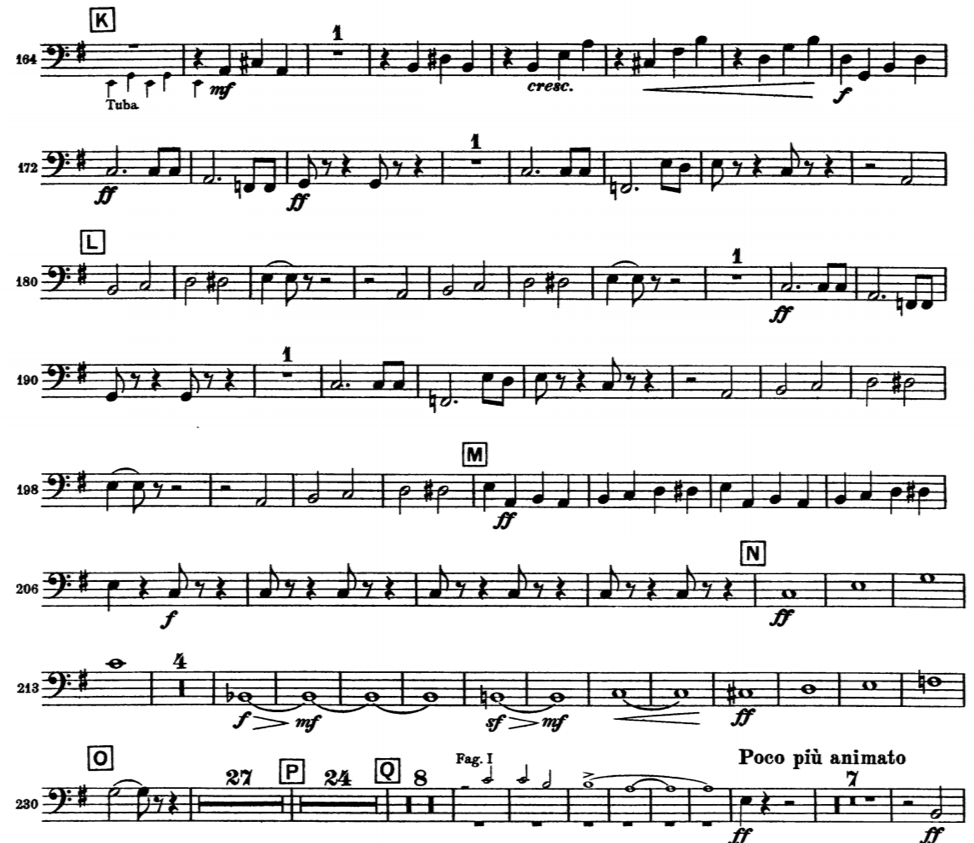 K
164 1
mf cresc. f
Tuba
172 1
ff ff
L
180 1
ff
190 1
M
198
ff
N
206
f ff
213 4
f mf sf mf ff
O 27 P 24 Q 8 Fag. I Poco più animato
230 7
ff ff